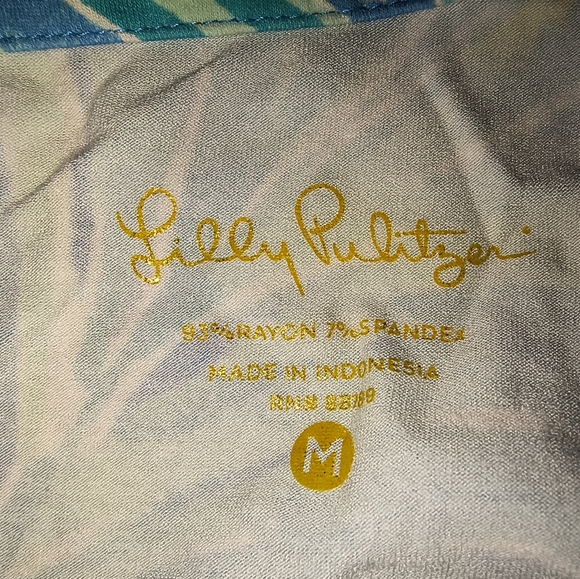 Lilly Pulitzer
93% RAYON 7% SPANDEX
MADE IN INDONESIA
M